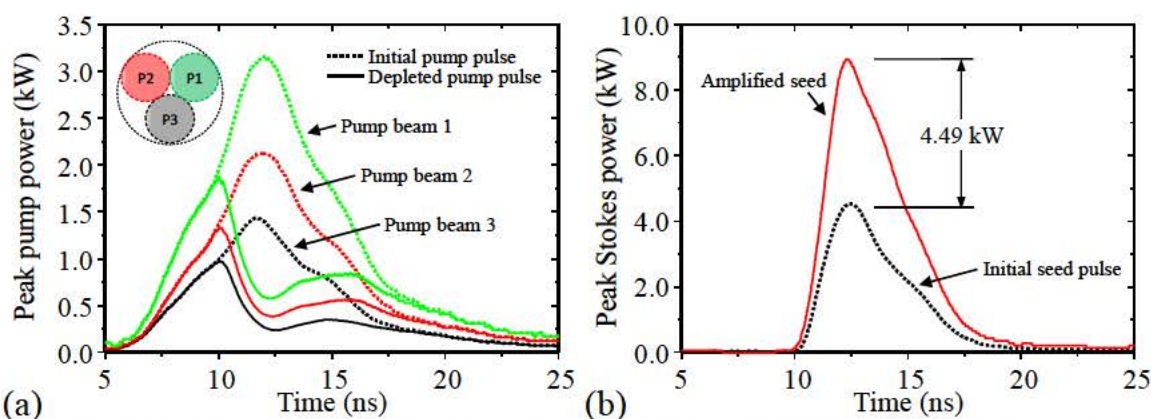 3.5
3.0
2.5
2.0
1.5
1.0
0.5
0.0
Peak pump power (kW)
P2
P1
P3
Initial pump pulse
Depleted pump pulse
Pump beam 1
Pump beam 2
Pump beam 3
5 10 15 20 25
Time (ns)
(a)
10.0
8.0
6.0
4.0
2.0
0.0
Peak Stokes power (kW)
Amplified seed
4.49 kW
Initial seed pulse
5 10 15 20 25
Time (ns)
(b)